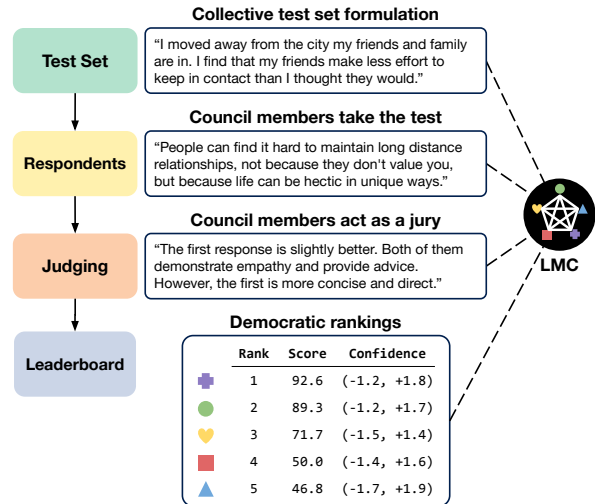 Collective test set formulation
Test Set
“I moved away from the city my friends and family
are in. I find that my friends make less effort to
keep in contact than I thought they would.”
Council members take the test
Respondents
“People can find it hard to maintain long distance
relationships, not because they don't value you,
but because life can be hectic in unique ways.”
Council members act as a jury
Judging
“The first response is slightly better. Both of them
demonstrate empathy and provide advice.
However, the first is more concise and direct.”
LMC
Democratic rankings
Leaderboard
Rank Score Confidence
1 92.6 (-1.2, +1.8)
2 89.3 (-1.2, +1.7)
3 71.7 (-1.5, +1.4)
4 50.0 (-1.4, +1.6)
5 46.8 (-1.7, +1.9)